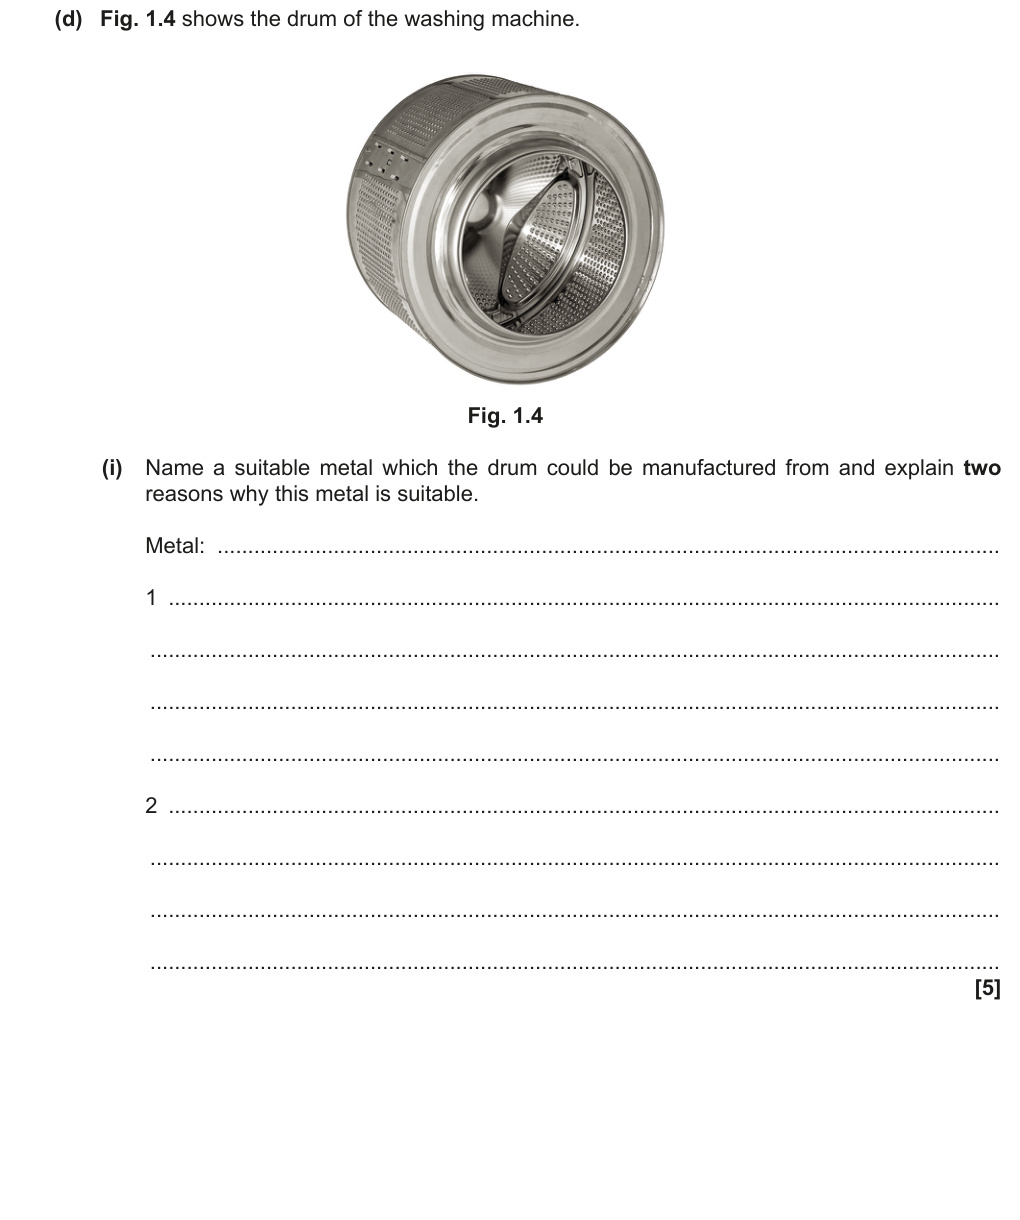 (d) Fig. 1.4 shows the drum of the washing machine.
Fig. 1.4
(i) Name a suitable metal which the drum could be manufactured from and explain two
reasons why this metal is suitable.
Metal: ....................................................................................................
1 ....................................................................................................
....................................................................................................
....................................................................................................
....................................................................................................
2 ....................................................................................................
....................................................................................................
....................................................................................................
....................................................................................................
[5]